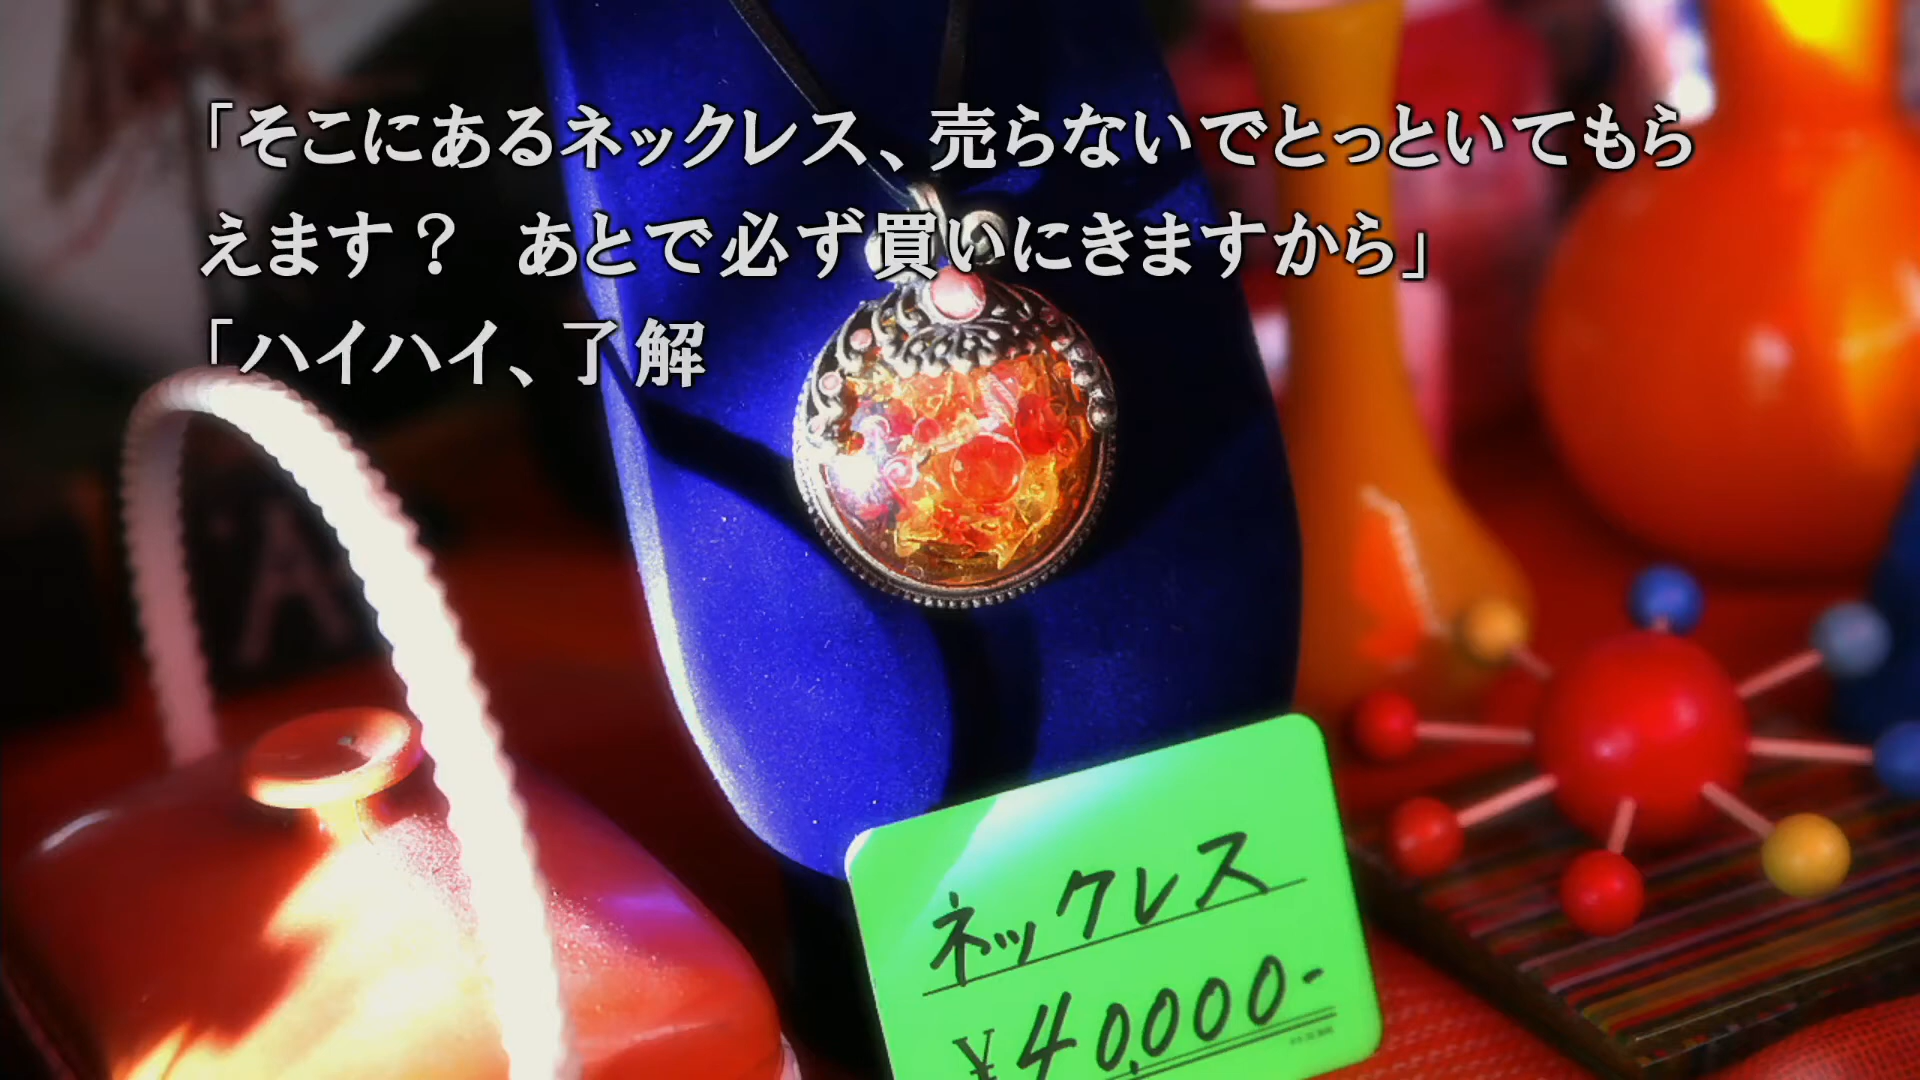 「そこにあるネックレス、売らないでとっといてもら
えます？　あとで必ず買いにきますから」
「ハイハイ、了解
A
ネックレス
¥40,000-